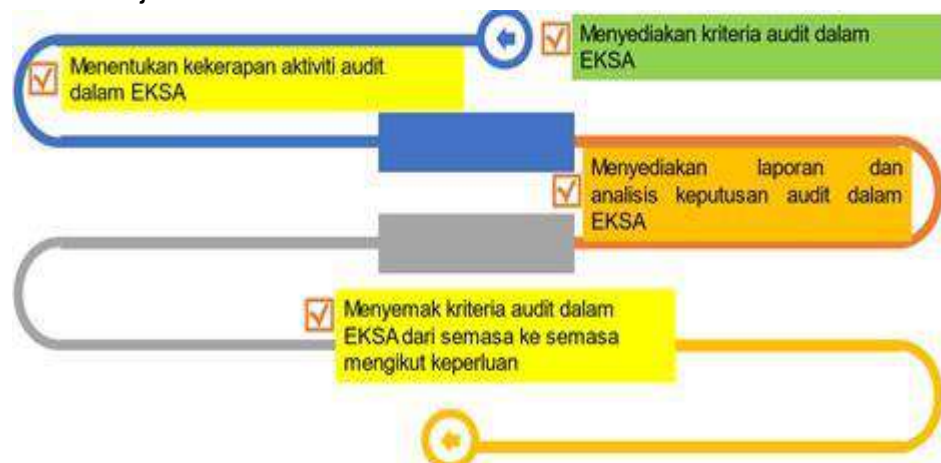 Menyediakan kriteria audit dalam
EKSA
Menentukan kekerapan aktiviti audit
dalam EKSA
Menyediakan laporan dan
analisis keputusan audit dalam
EKSA
Menyemak kriteria audit dalam
EKSA dari semasa ke semasa
mengikut keperluan